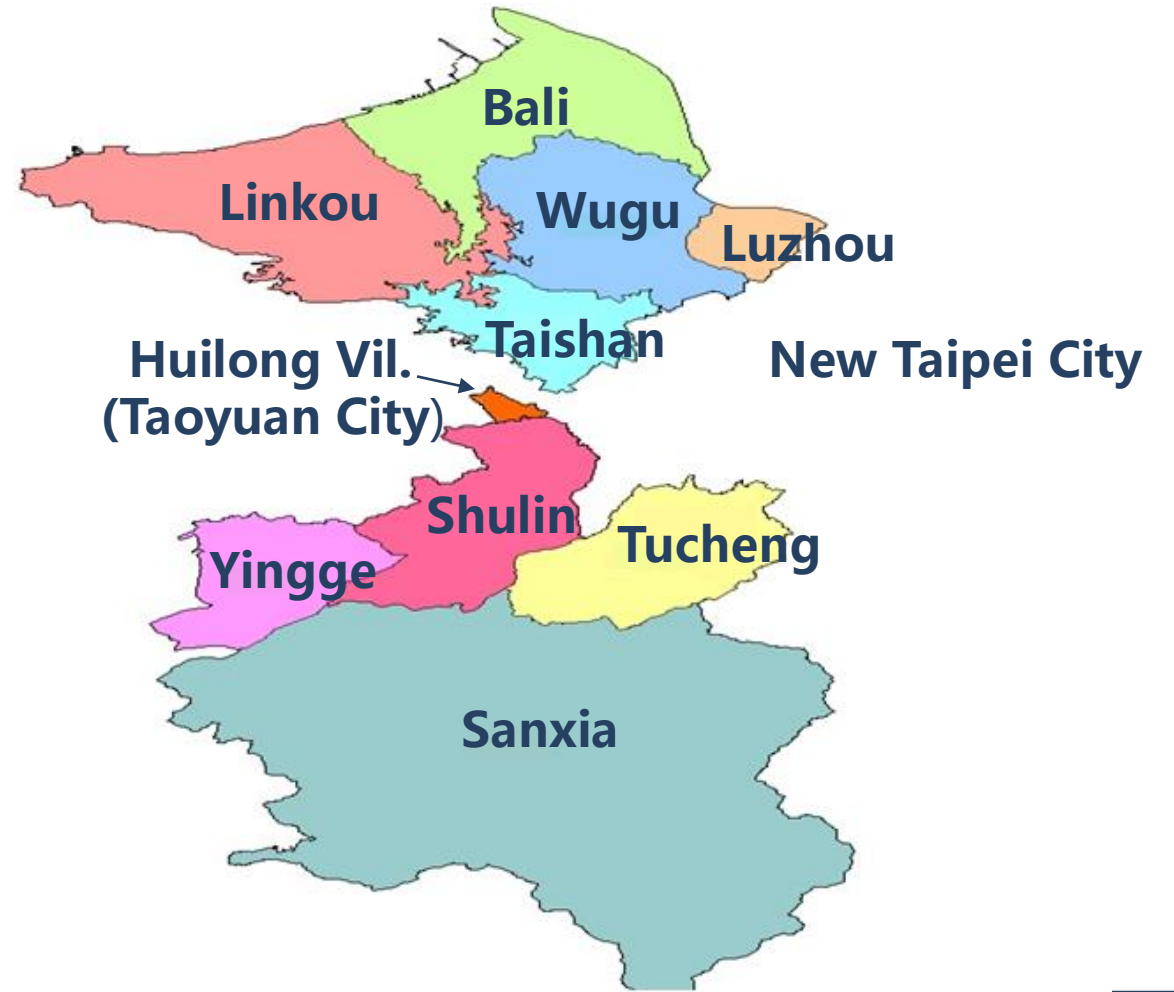 Bali
Linkou
Wugu
Luzhou
Taishan
Huilong Vil.
(Taoyuan City)
New Taipei City
Shulin
Tucheng
Yingge
Sanxia